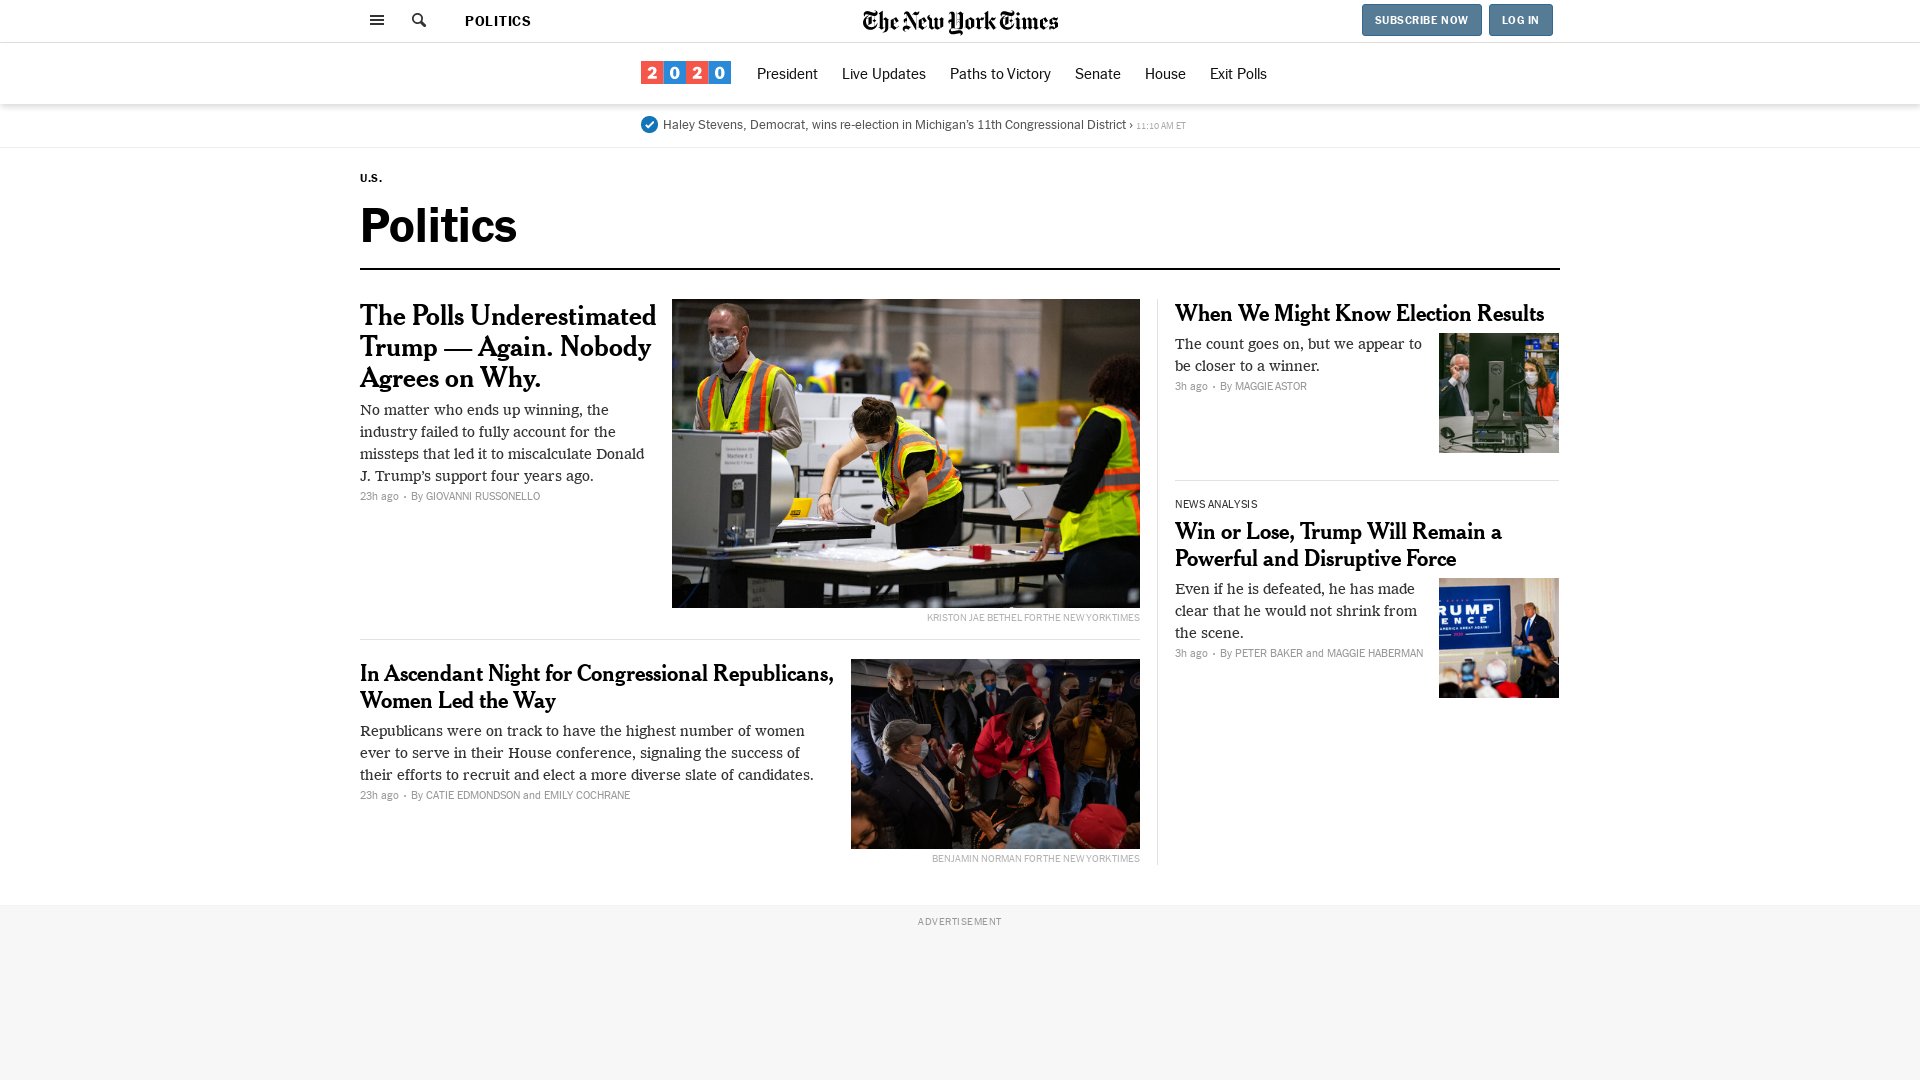 POLITICS
The New York Times
SUBSCRIBE NOW
LOG IN
2020
President
Live Updates
Paths to Victory
Senate
House
Exit Polls
Haley Stevens, Democrat, wins re-election in Michigan’s 11th Congressional District › 11:10 AM ET
U.S.
Politics
The Polls Underestimated
Trump — Again. Nobody
Agrees on Why.
No matter who ends up winning, the
industry failed to fully account for the
missteps that led it to miscalculate Donald
J. Trump’s support four years ago.
23h ago • By GIOVANNI RUSSONELLO
KRISTON JAE BETHEL FOR THE NEW YORK TIMES
In Ascendant Night for Congressional Republicans,
Women Led the Way
Republicans were on track to have the highest number of women
ever to serve in their House conference, signaling the success of
their efforts to recruit and elect a more diverse slate of candidates.
23h ago • By CATIE EDMONDSON and EMILY COCHRANE
BENJAMIN NORMAN FOR THE NEW YORK TIMES
When We Might Know Election Results
The count goes on, but we appear to
be closer to a winner.
3h ago • By MAGGIE ASTOR
NEWS ANALYSIS
Win or Lose, Trump Will Remain a
Powerful and Disruptive Force
Even if he is defeated, he has made
clear that he would not shrink from
the scene.
3h ago • By PETER BAKER and MAGGIE HABERMAN
RUMP
ENCE
ADVERTISEMENT